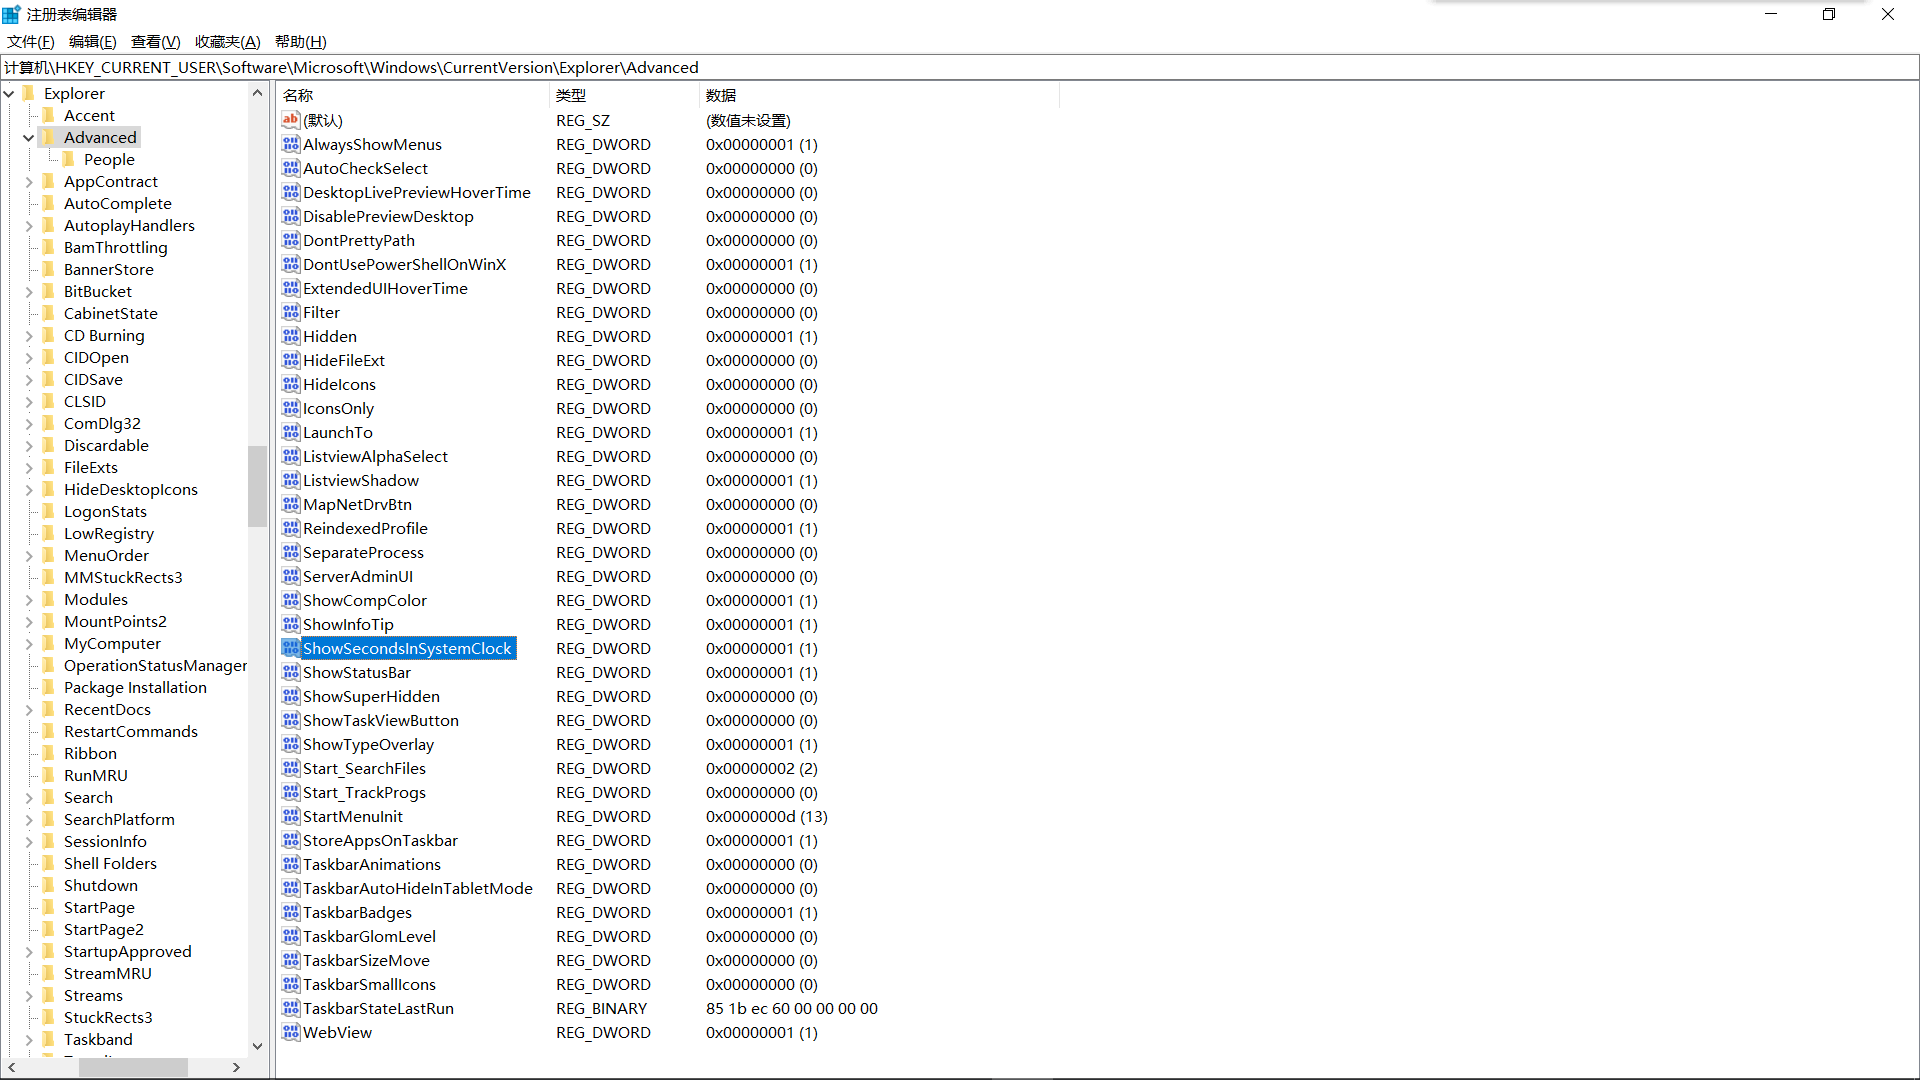 注册表编辑器
文件(F) 编辑(E) 查看(V) 收藏夹(A) 帮助(H)
计算机\HKEY_CURRENT_USER\Software\Microsoft\Windows\CurrentVersion\Explorer\Advanced
Explorer
Accent
Advanced
People
AppContract
AutoComplete
AutoplayHandlers
BamThrottling
BannerStore
BitBucket
CabinetState
CD Burning
CIDOpen
CIDSave
CLSID
ComDlg32
Discardable
FileExts
HideDesktopIcons
LogonStats
LowRegistry
MenuOrder
MMStuckRects3
Modules
MountPoints2
MyComputer
OperationStatusManager
Package Installation
RecentDocs
RestartCommands
Ribbon
RunMRU
Search
SearchPlatform
SessionInfo
Shell Folders
Shutdown
StartPage
StartPage2
StartupApproved
StreamMRU
Streams
StuckRects3
Taskband
名称 类型 数据
(默认) REG_SZ (数值未设置)
AlwaysShowMenus REG_DWORD 0x00000001 (1)
AutoCheckSelect REG_DWORD 0x00000000 (0)
DesktopLivePreviewHoverTime REG_DWORD 0x00000000 (0)
DisablePreviewDesktop REG_DWORD 0x00000000 (0)
DontPrettyPath REG_DWORD 0x00000000 (0)
DontUsePowerShellOnWinX REG_DWORD 0x00000001 (1)
ExtendedUIHoverTime REG_DWORD 0x00000000 (0)
Filter REG_DWORD 0x00000000 (0)
Hidden REG_DWORD 0x00000001 (1)
HideFileExt REG_DWORD 0x00000000 (0)
HideIcons REG_DWORD 0x00000000 (0)
IconsOnly REG_DWORD 0x00000000 (0)
LaunchTo REG_DWORD 0x00000001 (1)
ListviewAlphaSelect REG_DWORD 0x00000000 (0)
ListviewShadow REG_DWORD 0x00000001 (1)
MapNetDrvBtn REG_DWORD 0x00000000 (0)
ReindexedProfile REG_DWORD 0x00000001 (1)
SeparateProcess REG_DWORD 0x00000000 (0)
ServerAdminUI REG_DWORD 0x00000000 (0)
ShowCompColor REG_DWORD 0x00000001 (1)
ShowInfoTip REG_DWORD 0x00000001 (1)
ShowSecondsInSystemClock REG_DWORD 0x00000001 (1)
ShowStatusBar REG_DWORD 0x00000001 (1)
ShowSuperHidden REG_DWORD 0x00000000 (0)
ShowTaskViewButton REG_DWORD 0x00000000 (0)
ShowTypeOverlay REG_DWORD 0x00000001 (1)
Start_SearchFiles REG_DWORD 0x00000002 (2)
Start_TrackProgs REG_DWORD 0x00000000 (0)
StartMenuInit REG_DWORD 0x0000000d (13)
StoreAppsOnTaskbar REG_DWORD 0x00000001 (1)
TaskbarAnimations REG_DWORD 0x00000000 (0)
TaskbarAutoHideInTabletMode REG_DWORD 0x00000000 (0)
TaskbarBadges REG_DWORD 0x00000001 (1)
TaskbarGlomLevel REG_DWORD 0x00000000 (0)
TaskbarSizeMove REG_DWORD 0x00000000 (0)
TaskbarSmallIcons REG_DWORD 0x00000000 (0)
TaskbarStateLastRun REG_BINARY 85 1b ec 60 00 00 00 00
WebView REG_DWORD 0x00000001 (1)